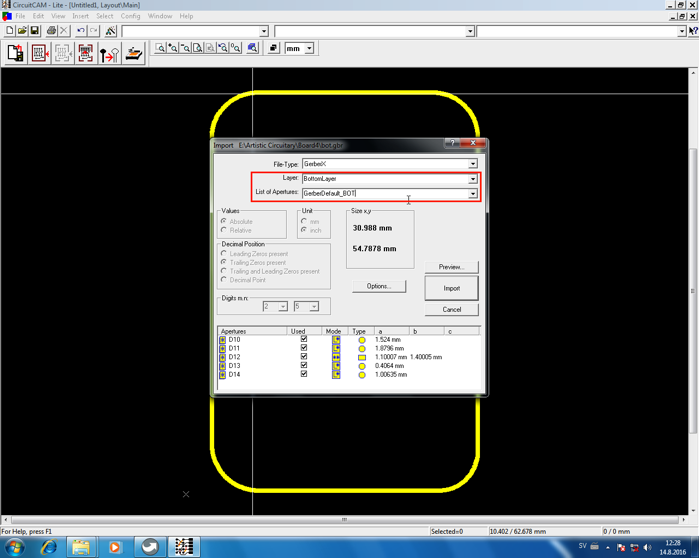 CircuitCAM - Lite - [Untitled1, Layout\Main]
File Edit View Insert Select Config Window Help
mm
Import E:\Artistic Circuitary\Board4\bot.gbr
File-Type: GerberX
Layer: BottomLayer
List of Apertures: GerberDefault_BOT
Values Unit Size x,y
Absolute mm
Relative inch
30.988 mm
54.7878 mm
Decimal Position
Leading Zeros present
Trailing Zeros present
Trailing and Leading Zeros present
Decimal Point
Preview...
Options...
Import
Digits m.n:
2 5
Cancel
Apertures Used Mode Type a b c
D10 1.524 mm
D11 1.8796 mm
D12 1.10007 mm 1.40005 mm
D13 0.4064 mm
D14 1.00635 mm
For Help, press F1 Selected=0 10.402 / 62.678 mm 0 / 0 mm
SV 12:28
14.8.2016